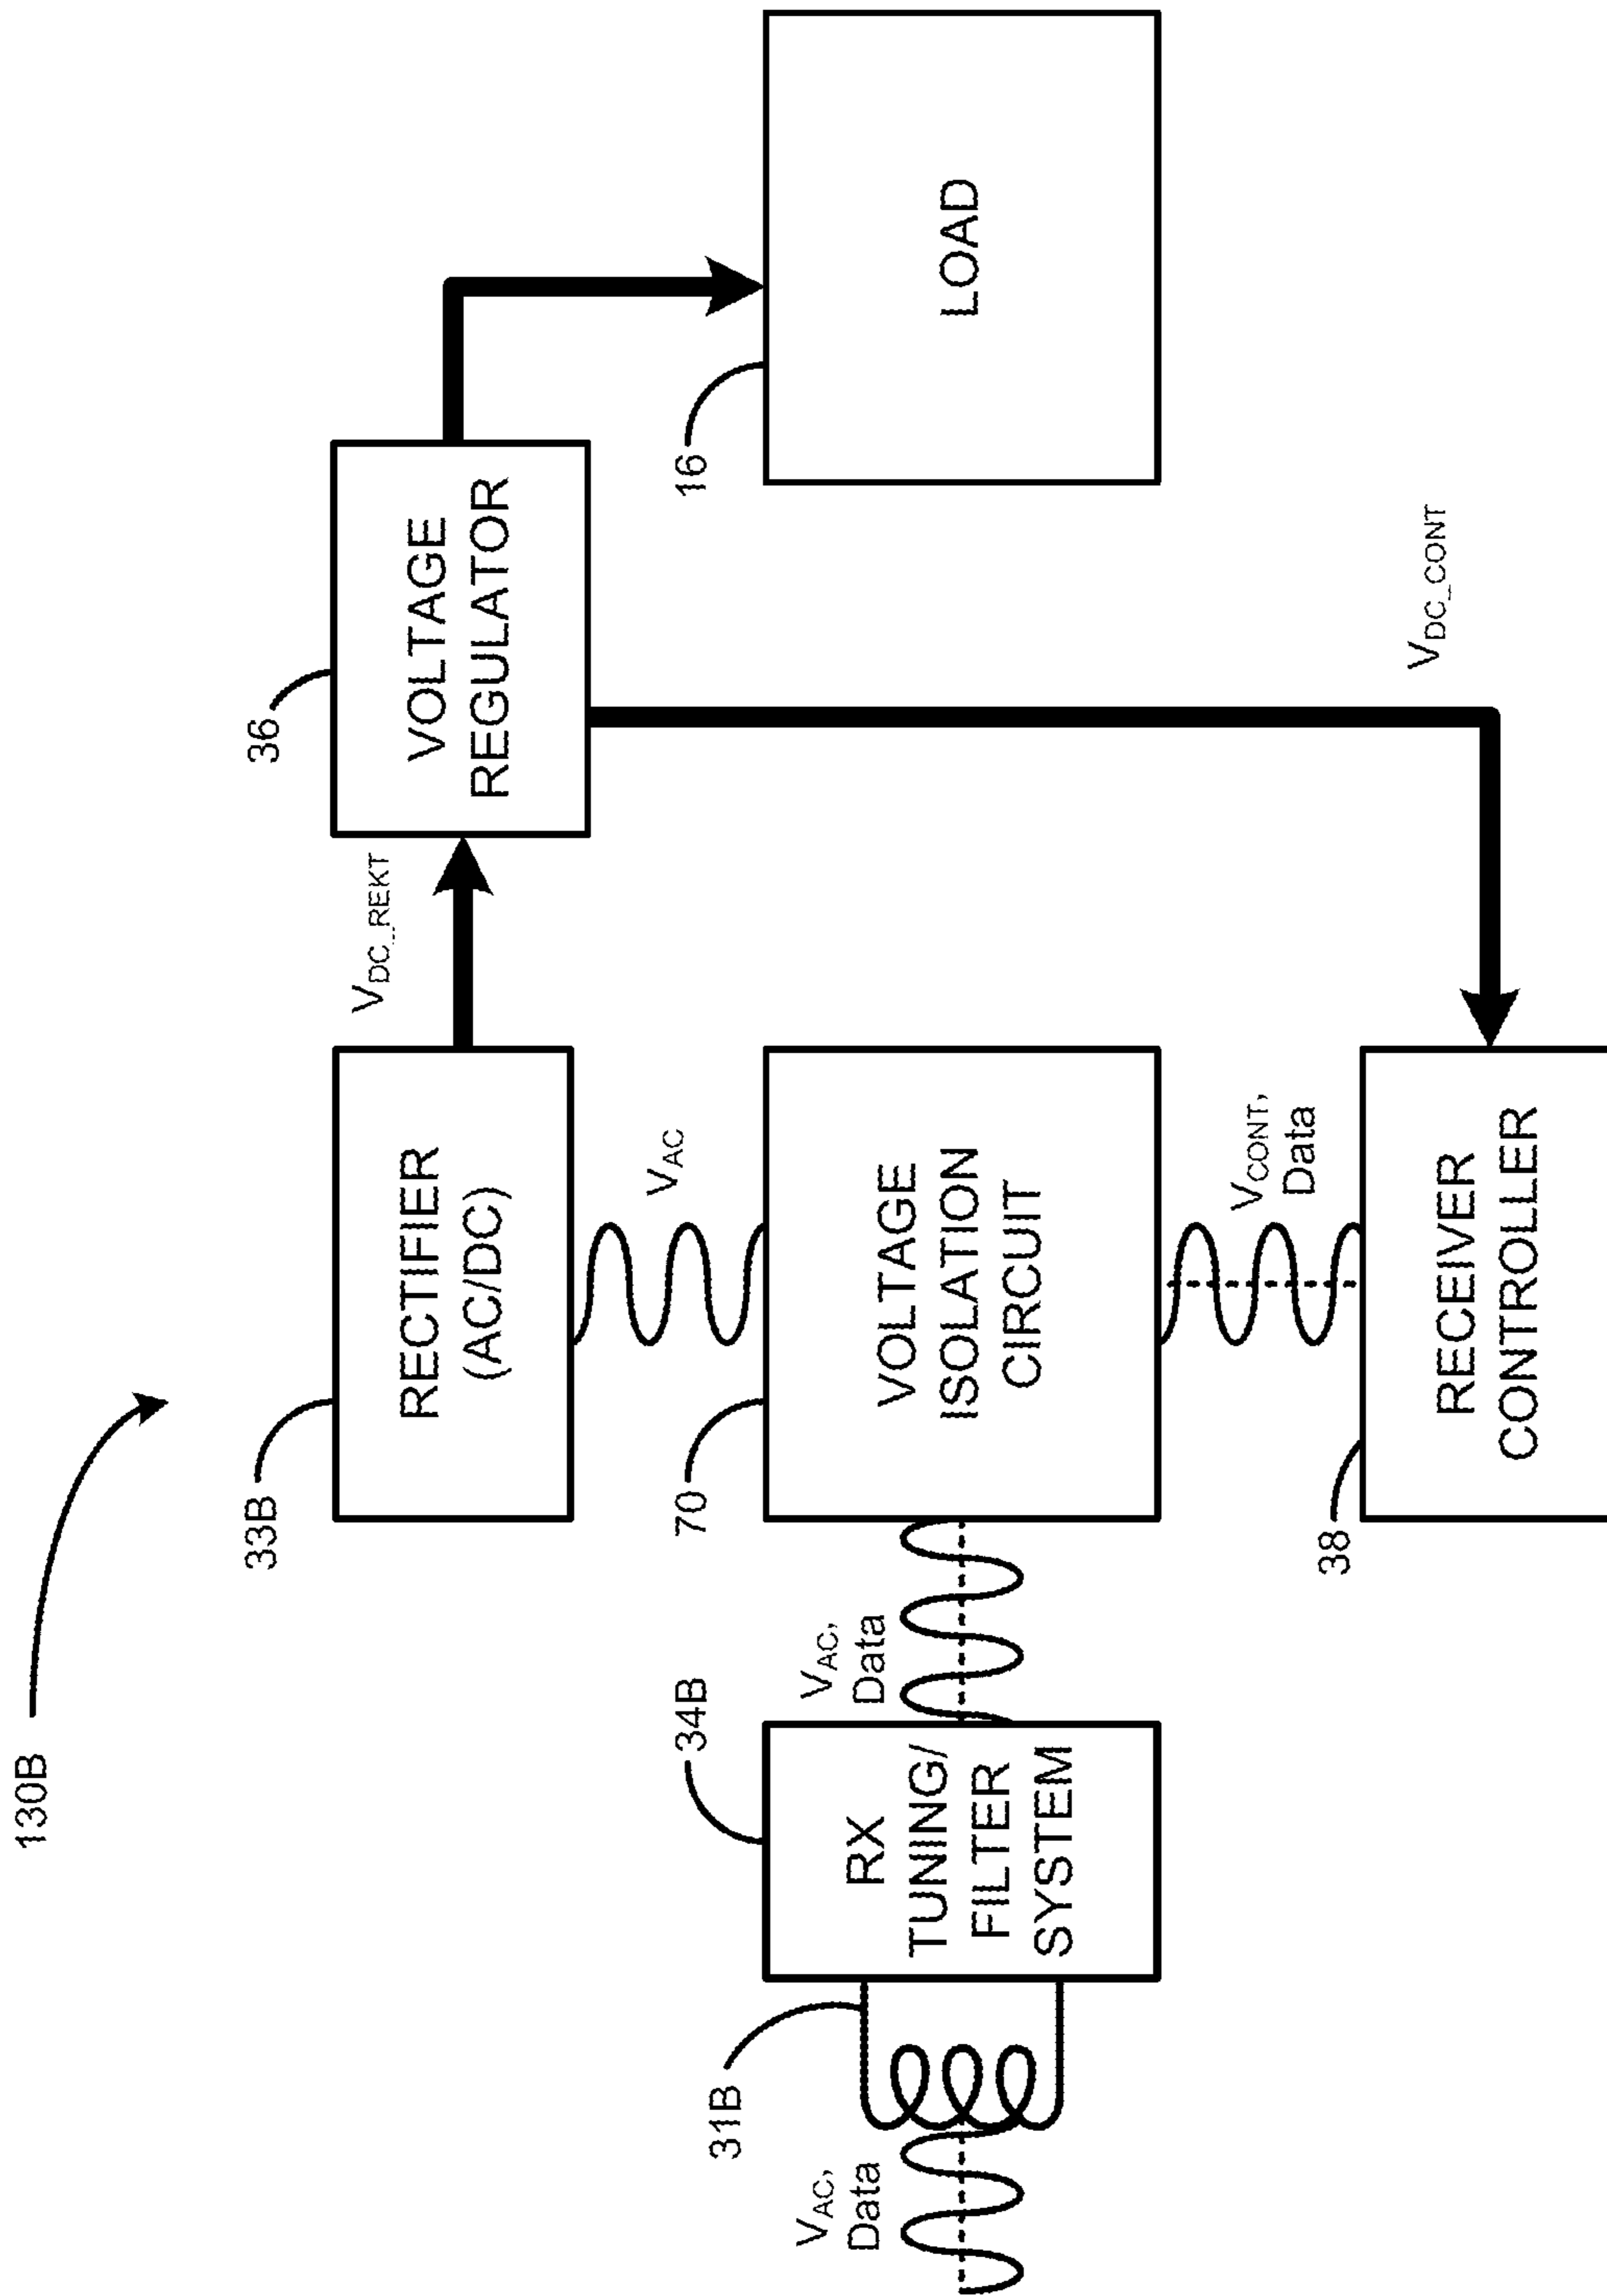 130B
33B
RECTIFIER
(AC/DC)
V_DC_REKT
36
VOLTAGE
REGULATOR
V_AC
16
LOAD
31B
V_AC,
Data
34B
RX
TUNING/
FILTER
SYSTEM
V_AC,
Data
70
VOLTAGE
ISOLATION
CIRCUIT
V_CONT,
Data
38
RECEIVER
CONTROLLER
V_DC_CONT